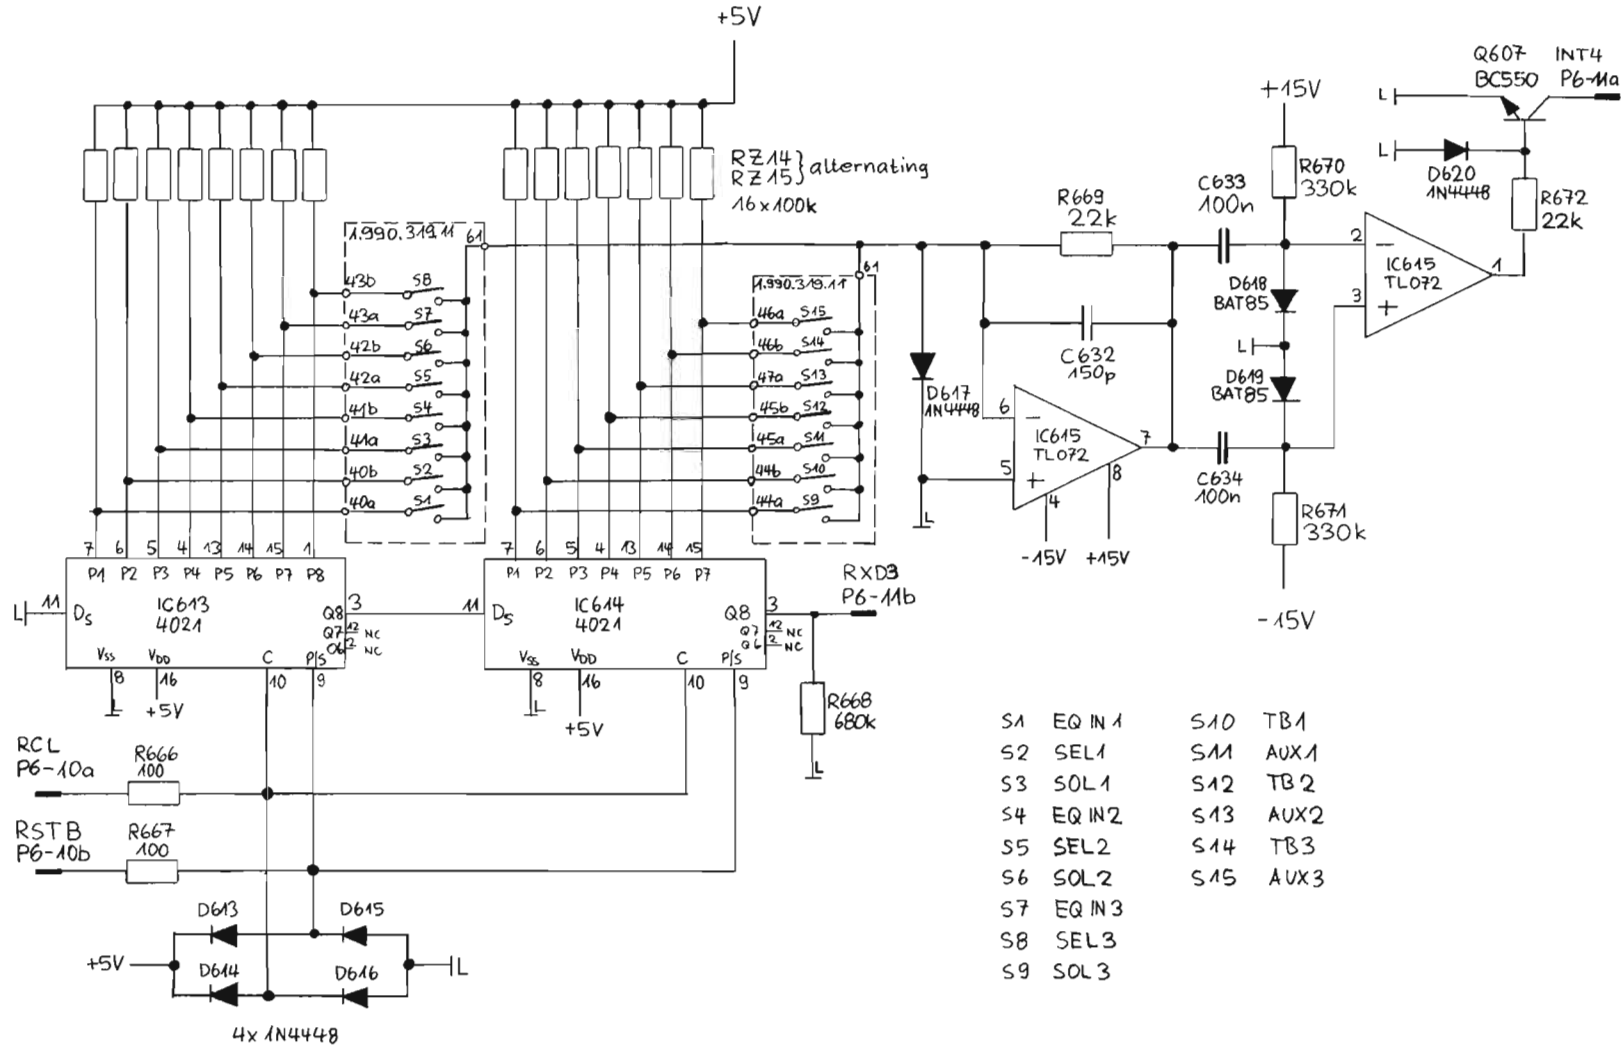 +5V
RZ14
RZ15 } alternating
16x100k
1.990.319.11
61
43b S8
43a S7
42b S6
42a S5
41b S4
41a S3
40b S2
40a S1
1.990.319.11
61
46a S15
46b S14
47a S13
45b S12
45a S11
44b S10
44a S9
7 6 5 4 13 14 15 1
P1 P2 P3 P4 P5 P6 P7 P8
L 11 DS
IC613
4021
Q8 3
Q7 12 NC
Q6 2 NC
VSS VDD C P/S
8 16 10 9
L +5V
7 6 5 4 13 14 15
P1 P2 P3 P4 P5 P6 P7
11 DS
IC614
4021
Q8 3
Q7 12 NC
Q6 2 NC
VSS VDD C P/S
8 16 10 9
L +5V
RXD3
P6-11b
R668
680k
L
RCL
P6-10a
R666
100
RSTB
P6-10b
R667
100
D613 D615
+5V L
D614 D616
4x 1N4448
D617
1N4448
L
R669
22k
C632
150p
6 -
5 +
IC615
TL072
7
4 8
-15V +15V
C633
100n
C634
100n
+15V
R670
330k
D618
BAT85
L
D619
BAT85
R671
330k
-15V
2 -
3 +
IC615
TL072
1
Q607
BC550
INT4
P6-11a
L
L
D620
1N4448
R672
22k
S1 EQ IN1
S2 SEL1
S3 SOL1
S4 EQ IN2
S5 SEL2
S6 SOL2
S7 EQ IN3
S8 SEL3
S9 SOL3
S10 TB1
S11 AUX1
S12 TB2
S13 AUX2
S14 TB3
S15 AUX3